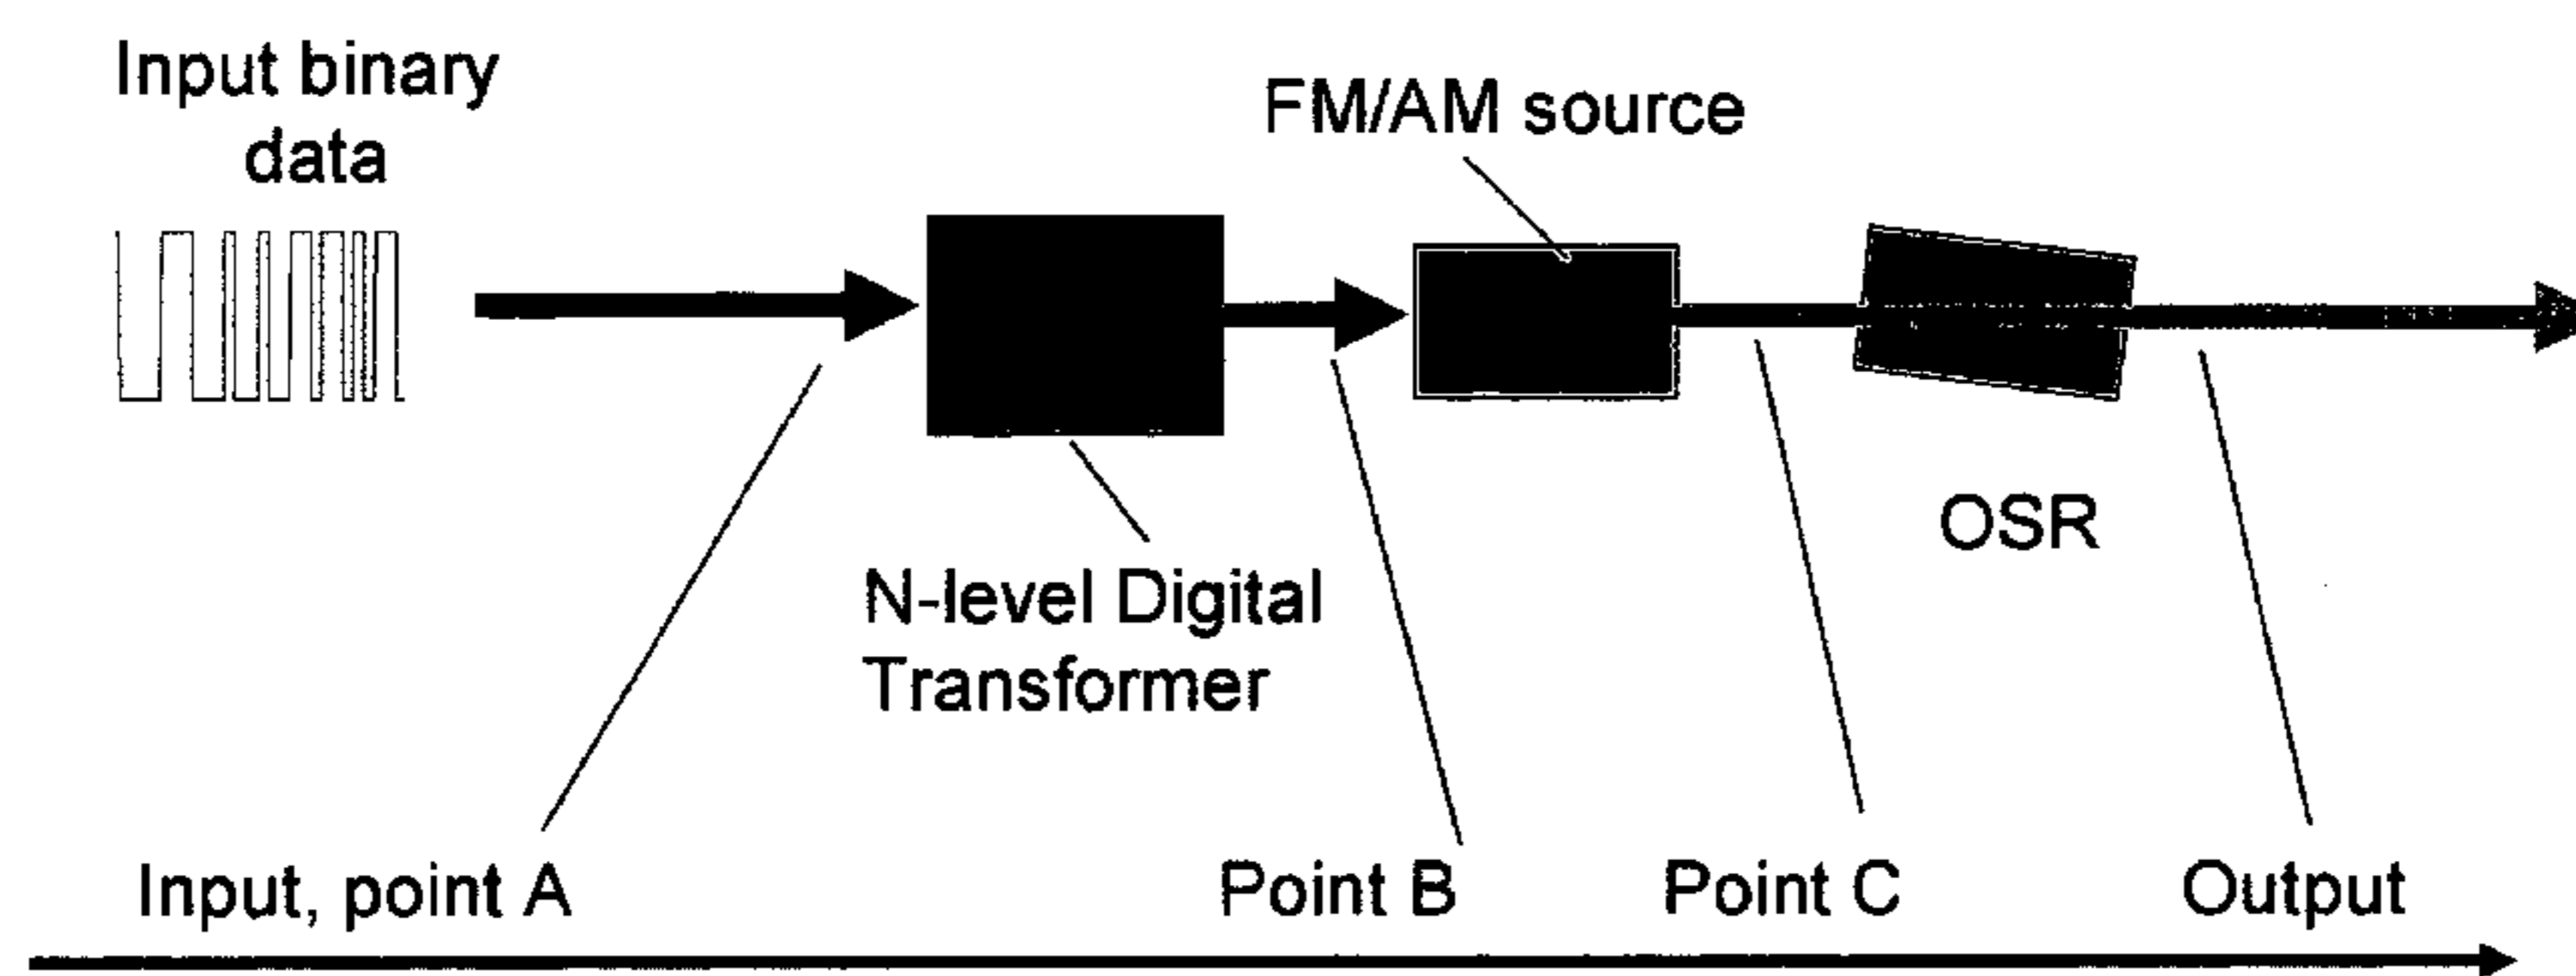 Input binary
data
FM/AM source
OSR
N-level Digital
Transformer
Input, point A
Point B
Point C
Output